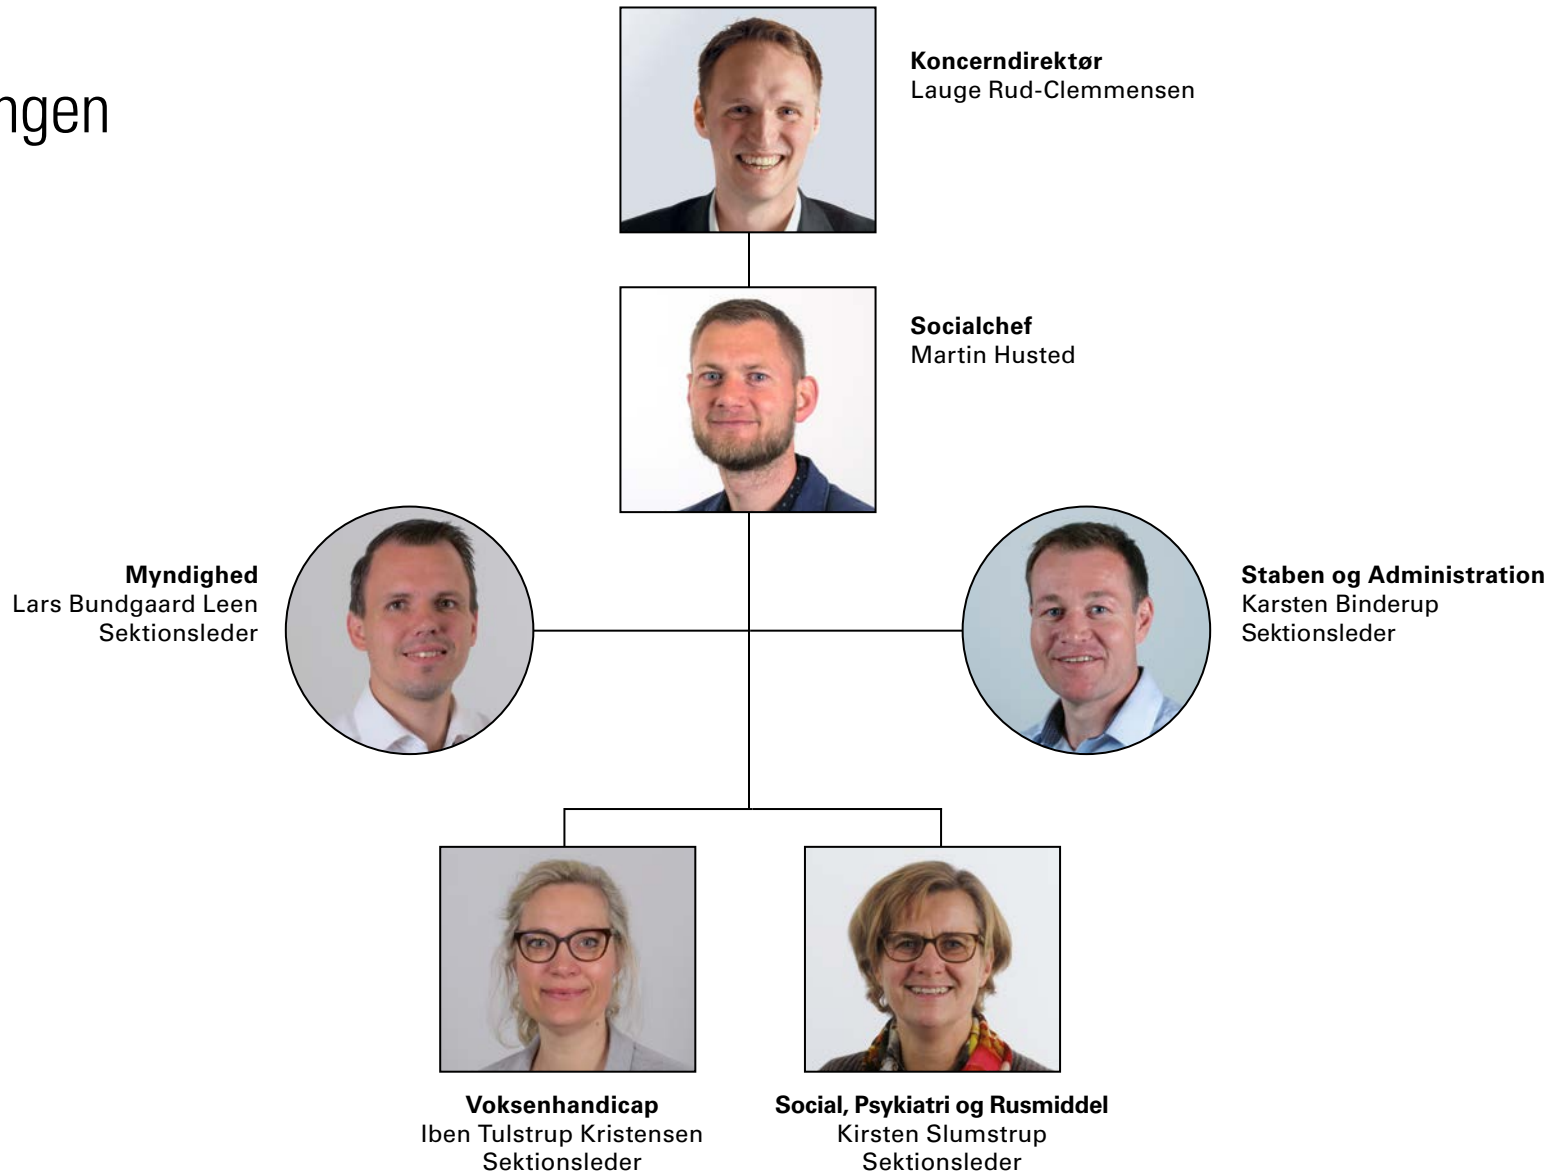 ngen
Koncerndirektør
Lauge Rud-Clemmensen
Socialchef
Martin Husted
Myndighed
Lars Bundgaard Leen
Sektionsleder
Staben og Administration
Karsten Binderup
Sektionsleder
Voksenhandicap
Iben Tulstrup Kristensen
Sektionsleder
Social, Psykiatri og Rusmiddel
Kirsten Slumstrup
Sektionsleder